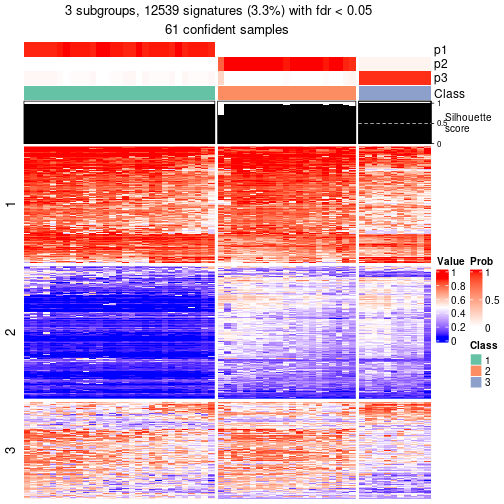 3 subgroups, 12539 signatures (3.3%) with fdr < 0.05
61 confident samples
p1
p2
p3
Class
1
0.5
0
Silhouette
score
1
2
3
Value
1
0.8
0.6
0.4
0.2
0
Prob
1
0.5
0
Class
1
2
3